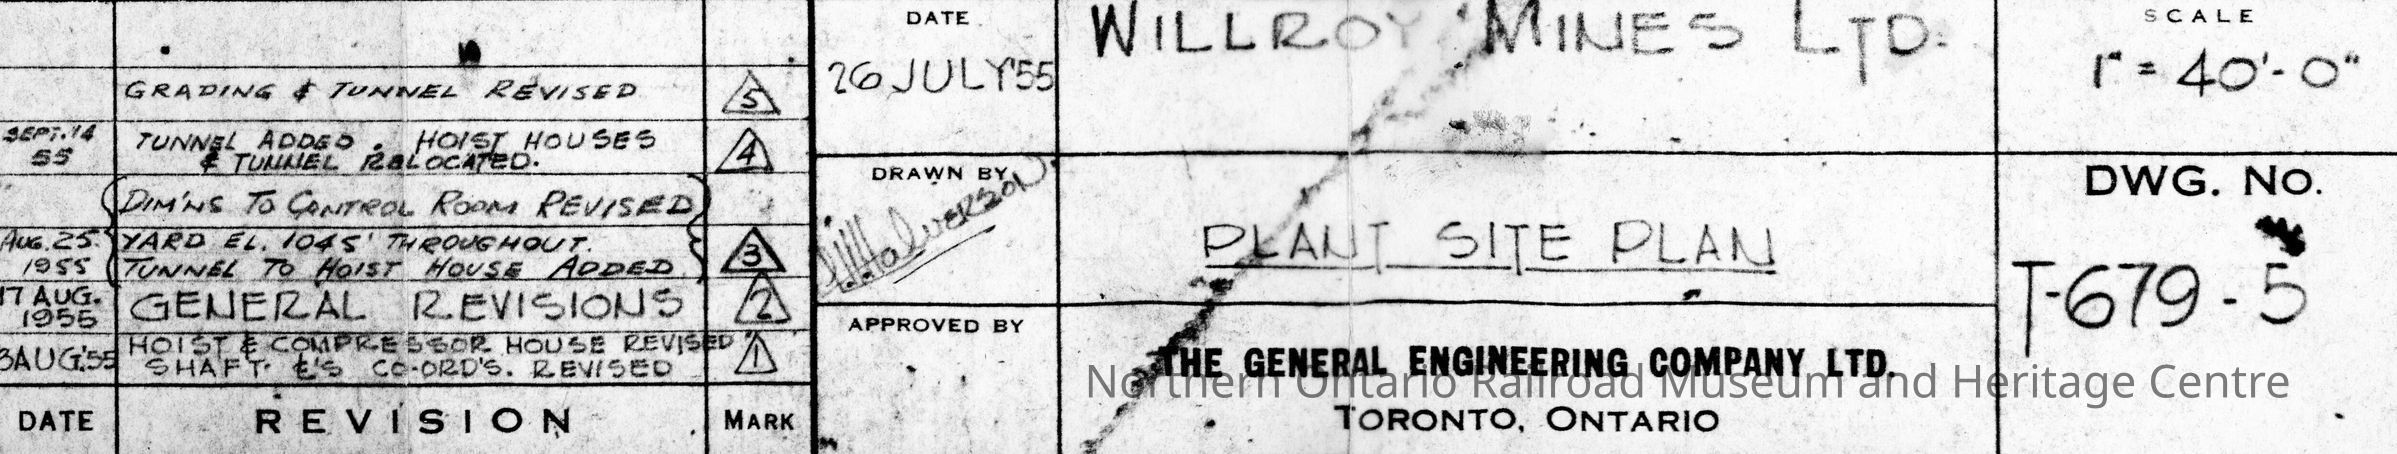 GRADING & TUNNEL REVISED 5
SEPT. 14 55 TUNNEL ADDED. HOIST HOUSES 4
& TUNNEL RELOCATED.
DIM'NS TO CONTROL ROOM REVISED
AUG. 25 1955 YARD EL. 1045' THROUGHOUT. 3
TUNNEL TO HOIST HOUSE ADDED
17 AUG. 1955 GENERAL REVISIONS 2
3 AUG '55 HOIST & COMPRESSOR HOUSE REVISED 1
SHAFT ℄'S CO-ORD'S. REVISED
DATE REVISION MARK
DATE
26 JULY '55
DRAWN BY
Halverson
APPROVED BY
WILLROY MINES LTD.
PLANT SITE PLAN
THE GENERAL ENGINEERING COMPANY LTD.
TORONTO, ONTARIO
SCALE
1" = 40'-0"
DWG. NO.
T-679-5
Northern Ontario Railroad Museum and Heritage Centre